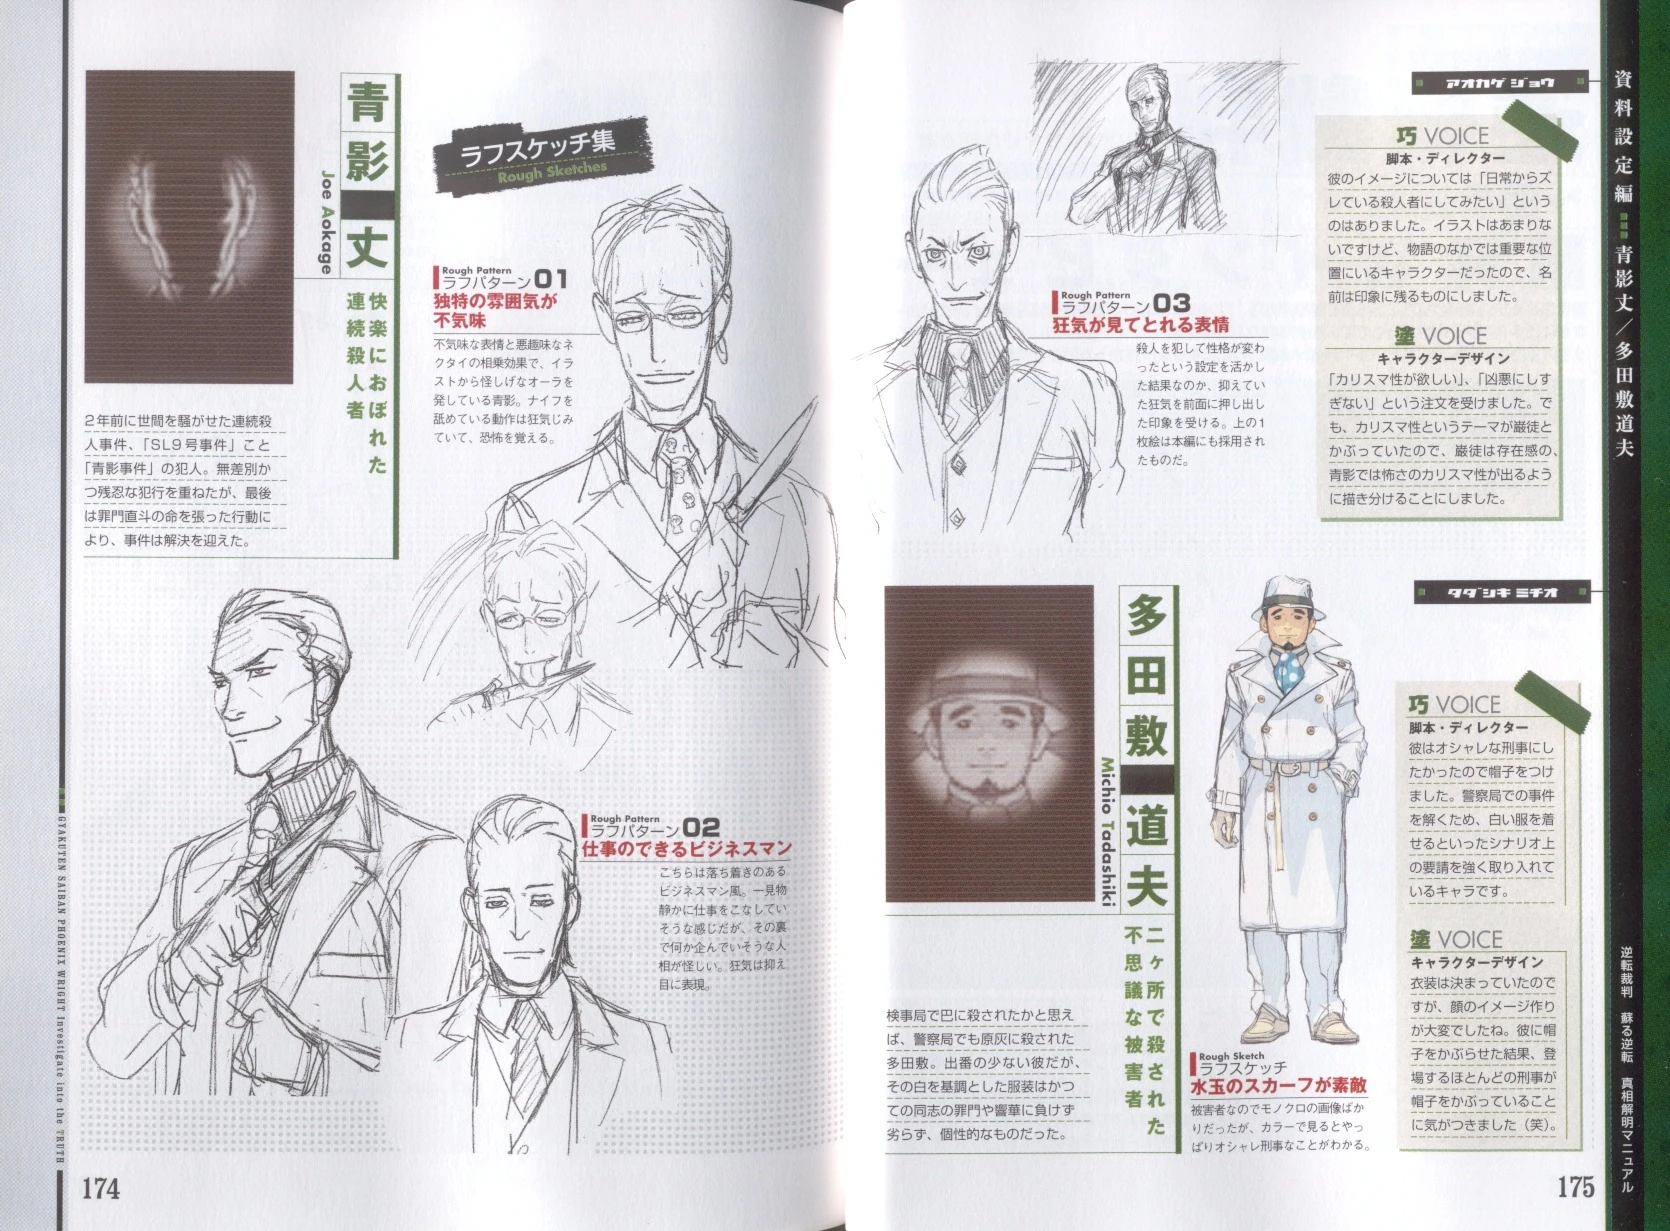 青影丈
Joe Aokage
快楽におぼれた
連続殺人者
2年前に世間を騒がせた連続殺
人事件、「SL9号事件」こと
「青影事件」の犯人。無差別か
つ残忍な犯行を重ねたが、最後
は罪門直斗の命を張った行動に
より、事件は解決を迎えた。
ラフスケッチ集
Rough Sketches
Rough Pattern
ラフパターン01
独特の雰囲気が
不気味
不気味な表情と悪趣味なネ
クタイの相乗効果で、イラ
ストから怪しげなオーラを
発している青影。ナイフを
舐めている動作は狂気じみ
ていて、恐怖を覚える。
Rough Pattern
ラフパターン02
仕事のできるビジネスマン
こちらは落ち着きのある
ビジネスマン風。一見物
静かに仕事をこなしてい
そうな感じだが、その裏
で何か企んでいそうな人
相が怪しい。狂気は抑え
目に表現。
GYAKUTEN SAIBAN PHOENIX WRIGHT Investigate into the TRUTH
174
Rough Pattern
ラフパターン03
狂気が見てとれる表情
殺人を犯して性格が変わ
ったという設定を活かし
た結果なのか、抑えてい
た狂気を前面に押し出し
た印象を受ける。上の1
枚絵は本編にも採用され
たものだ。
アオカゲ ジョウ
巧 VOICE
脚本・ディレクター
彼のイメージについては「日常からズ
レている殺人者にしてみたい」という
のはありました。イラストはあまりな
いですけど、物語のなかでは重要な位
置にいるキャラクターだったので、名
前は印象に残るものにしました。
塗 VOICE
キャラクターデザイン
「カリスマ性が欲しい」、「凶悪にしす
ぎない」という注文を受けました。で
も、カリスマ性というテーマが巌徒と
かぶっていたので、巌徒は存在感の、
青影では怖さのカリスマ性が出るよう
に描き分けることにしました。
多田敷道夫
Michio Tadashiki
二ヶ所で殺された
不思議な被害者
検事局で巴に殺されたかと思え
ば、警察局でも原灰に殺された
多田敷。出番の少ない彼だが、
その白を基調とした服装はかつ
ての同志の罪門や響華に負けず
劣らず、個性的なものだった。
Rough Sketch
ラフスケッチ
水玉のスカーフが素敵
被害者なのでモノクロの画像ばか
りだったが、カラーで見るとやっ
ぱりオシャレ刑事なことがわかる。
タダシキ ミチオ
巧 VOICE
脚本・ディレクター
彼はオシャレな刑事にし
たかったので帽子をつけ
ました。警察局での事件
を解くため、白い服を着
せるといったシナリオ上
の要請を強く取り入れて
いるキャラです。
塗 VOICE
キャラクターデザイン
衣装は決まっていたので
すが、顔のイメージ作り
が大変でしたね。彼に帽
子をかぶらせた結果、登
場するほとんどの刑事が
帽子をかぶっていること
に気がつきました(笑)。
資料設定編 青影丈/多田敷道夫
逆転裁判 蘇る逆転 真相解明マニュアル
175